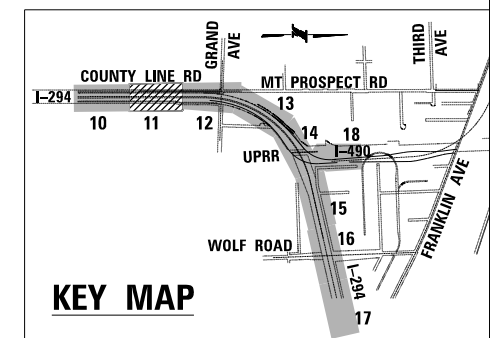 GRAND
AVE
N
THIRD
AVE
COUNTY LINE RD
MT PROSPECT RD
I-294
10
11
12
13
14
18
I-490
UPRR
15
16
WOLF ROAD
FRANKLIN AVE
I-294
17
KEY MAP